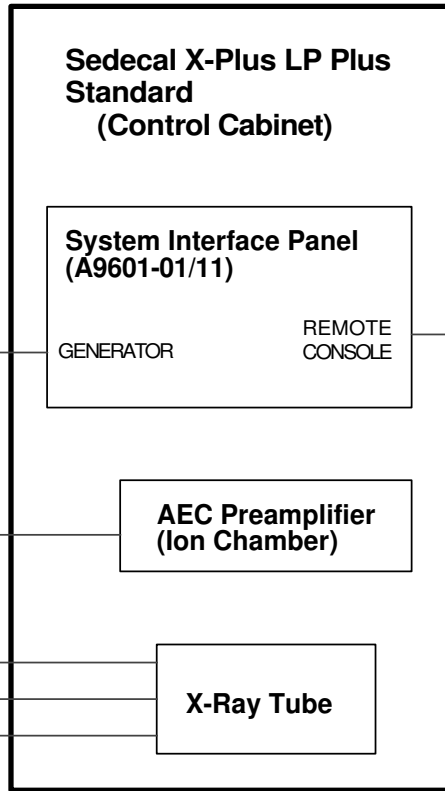 Sedecal X-Plus LP Plus
Standard
(Control Cabinet)
System Interface Panel
(A9601-01/11)
GENERATOR
REMOTE
CONSOLE
AEC Preamplifier
(Ion Chamber)
X-Ray Tube